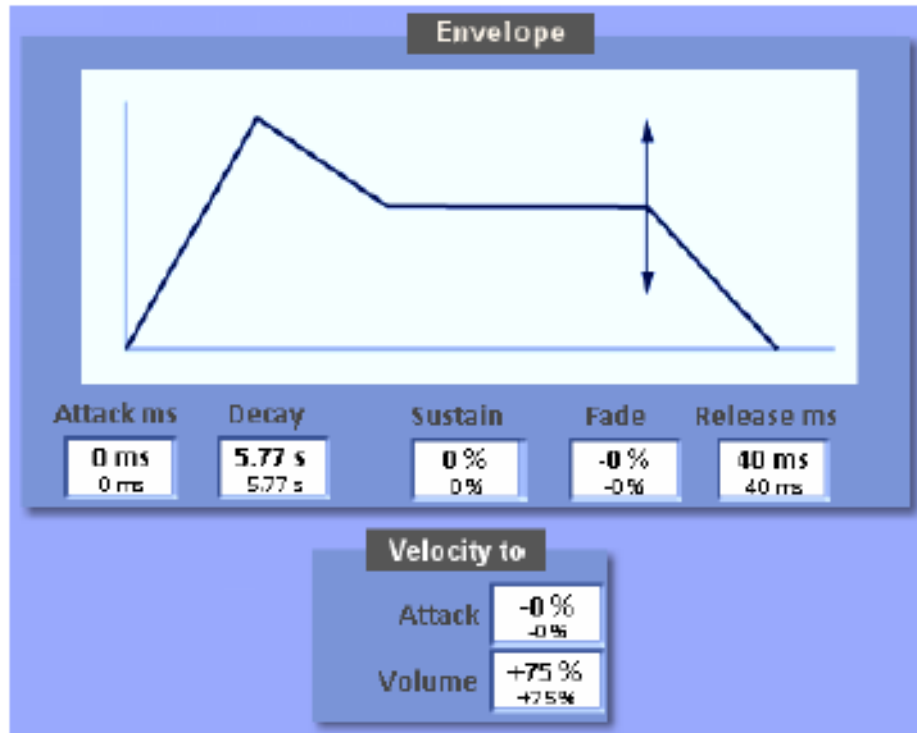 Envelope
Attack ms Decay Sustain Fade Release ms
0 ms 5.77 s 0 % -0 % 40 ms
0 ms 5.77 s 0 % -0 % 40 ms
Velocity to
Attack -0 %
-0 %
Volume +75 %
+75 %